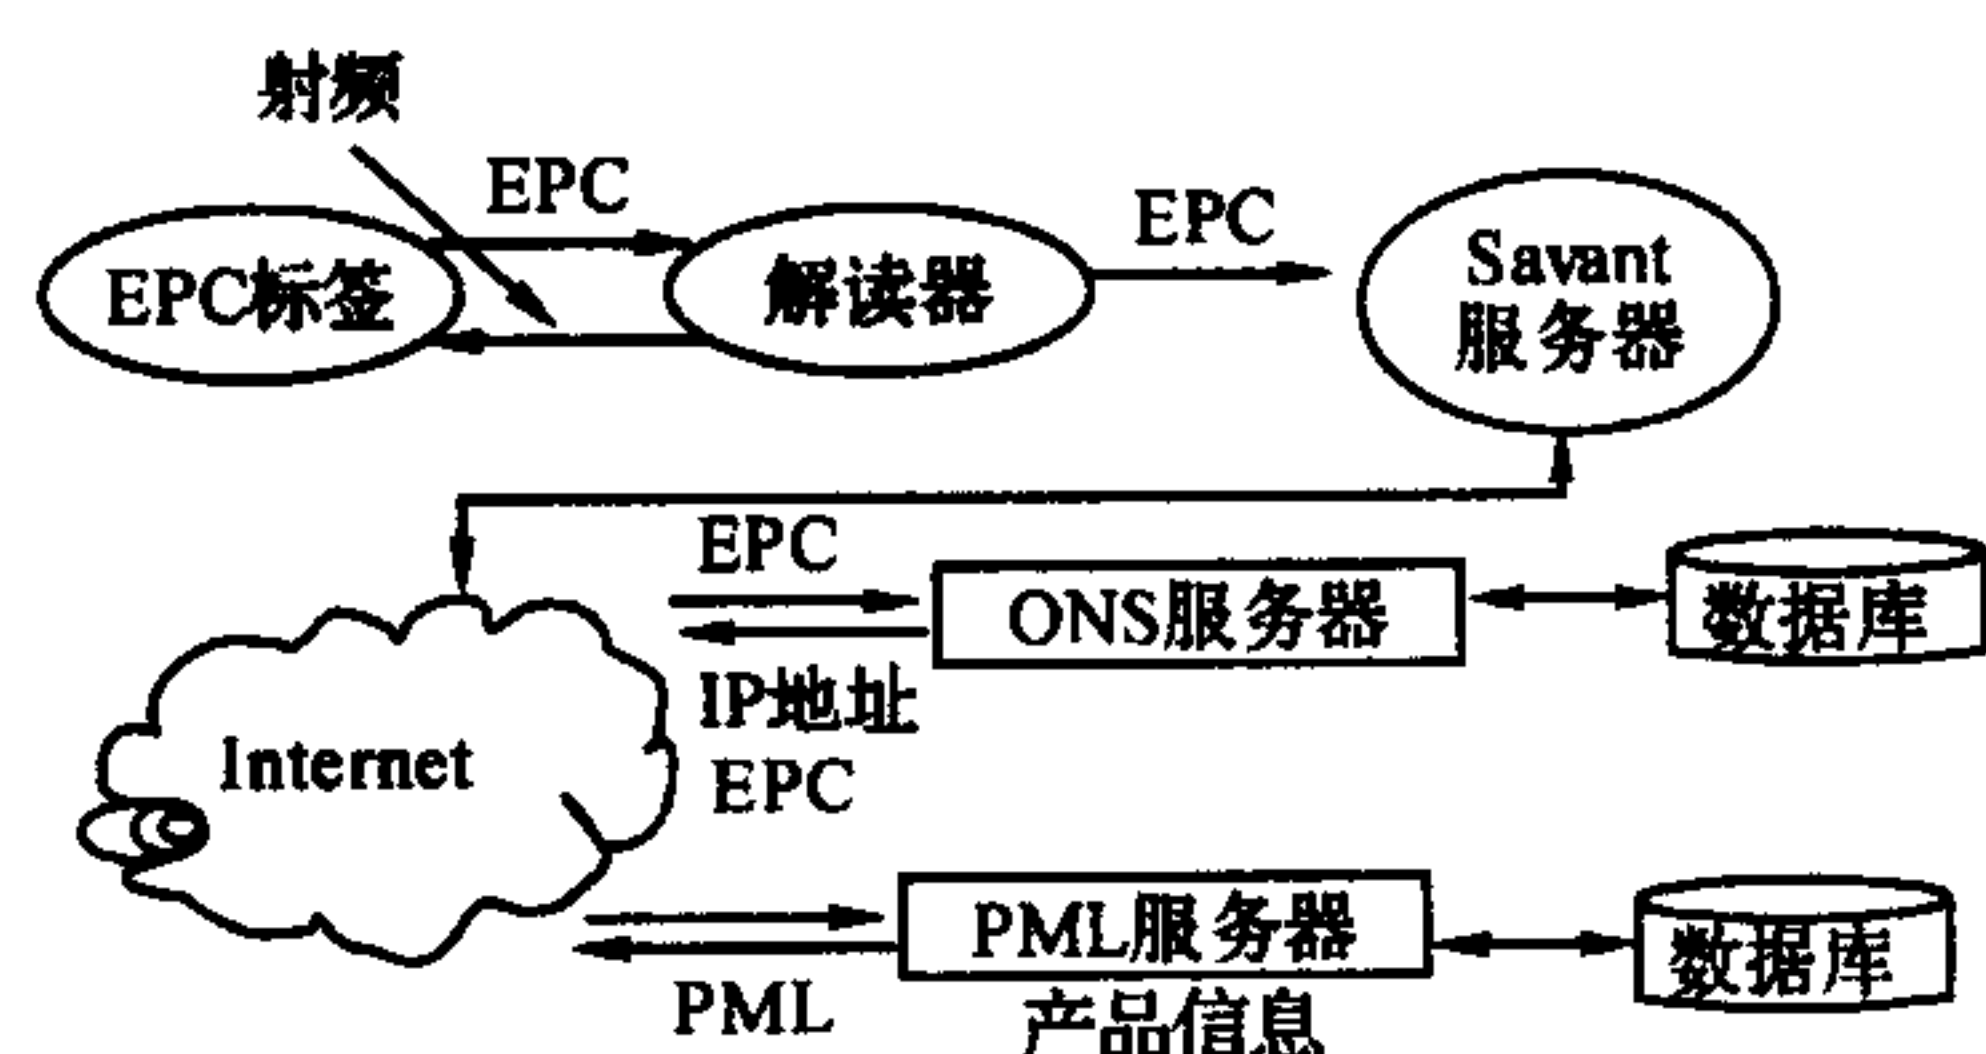 射频
EPC
EPC
EPC标签
解读器
Savant
服务器
EPC
ONS服务器
数据库
IP地址
Internet
EPC
PML服务器
数据库
PML
产品信息